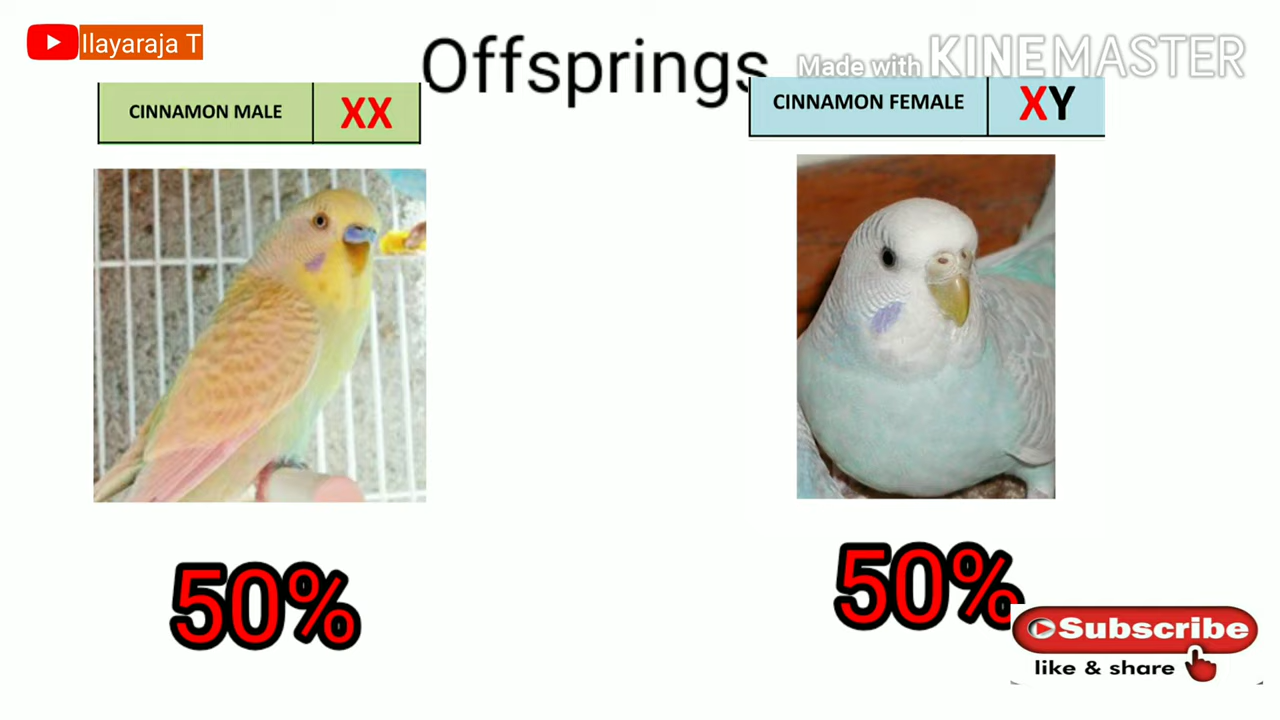 Ilayaraja T
Offsprings
Made with KINEMASTER
CINNAMON MALE XX
CINNAMON FEMALE XY
50%
50%
Subscribe
like & share